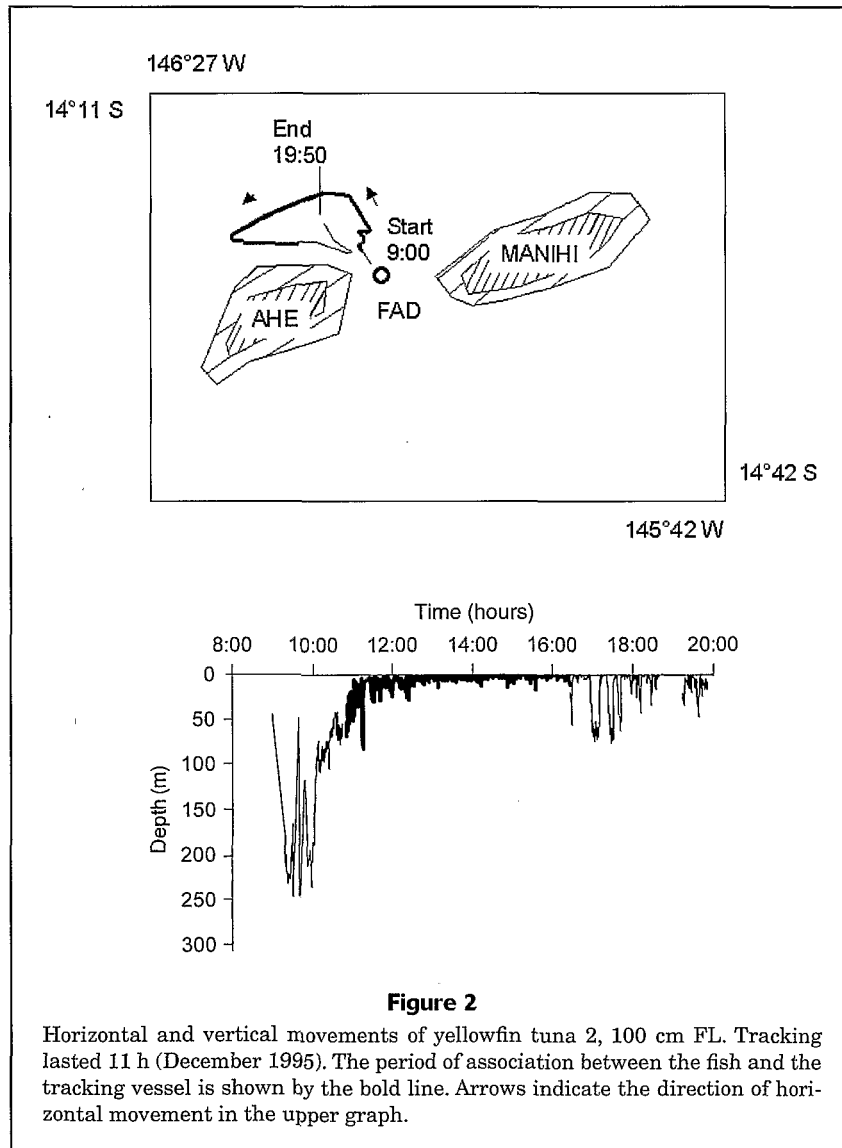 146°27 W
14°11 S
End
19:50
Start
9:00
MANIHI
AHE
FAD
14°42 S
145°42 W
Time (hours)
8:00 10:00 12:00 14:00 16:00 18:00 20:00
0
50
100
150
200
250
300
Depth (m)
Figure 2
Horizontal and vertical movements of yellowfin tuna 2, 100 cm FL. Tracking
lasted 11 h (December 1995). The period of association between the fish and the
tracking vessel is shown by the bold line. Arrows indicate the direction of hori-
zontal movement in the upper graph.